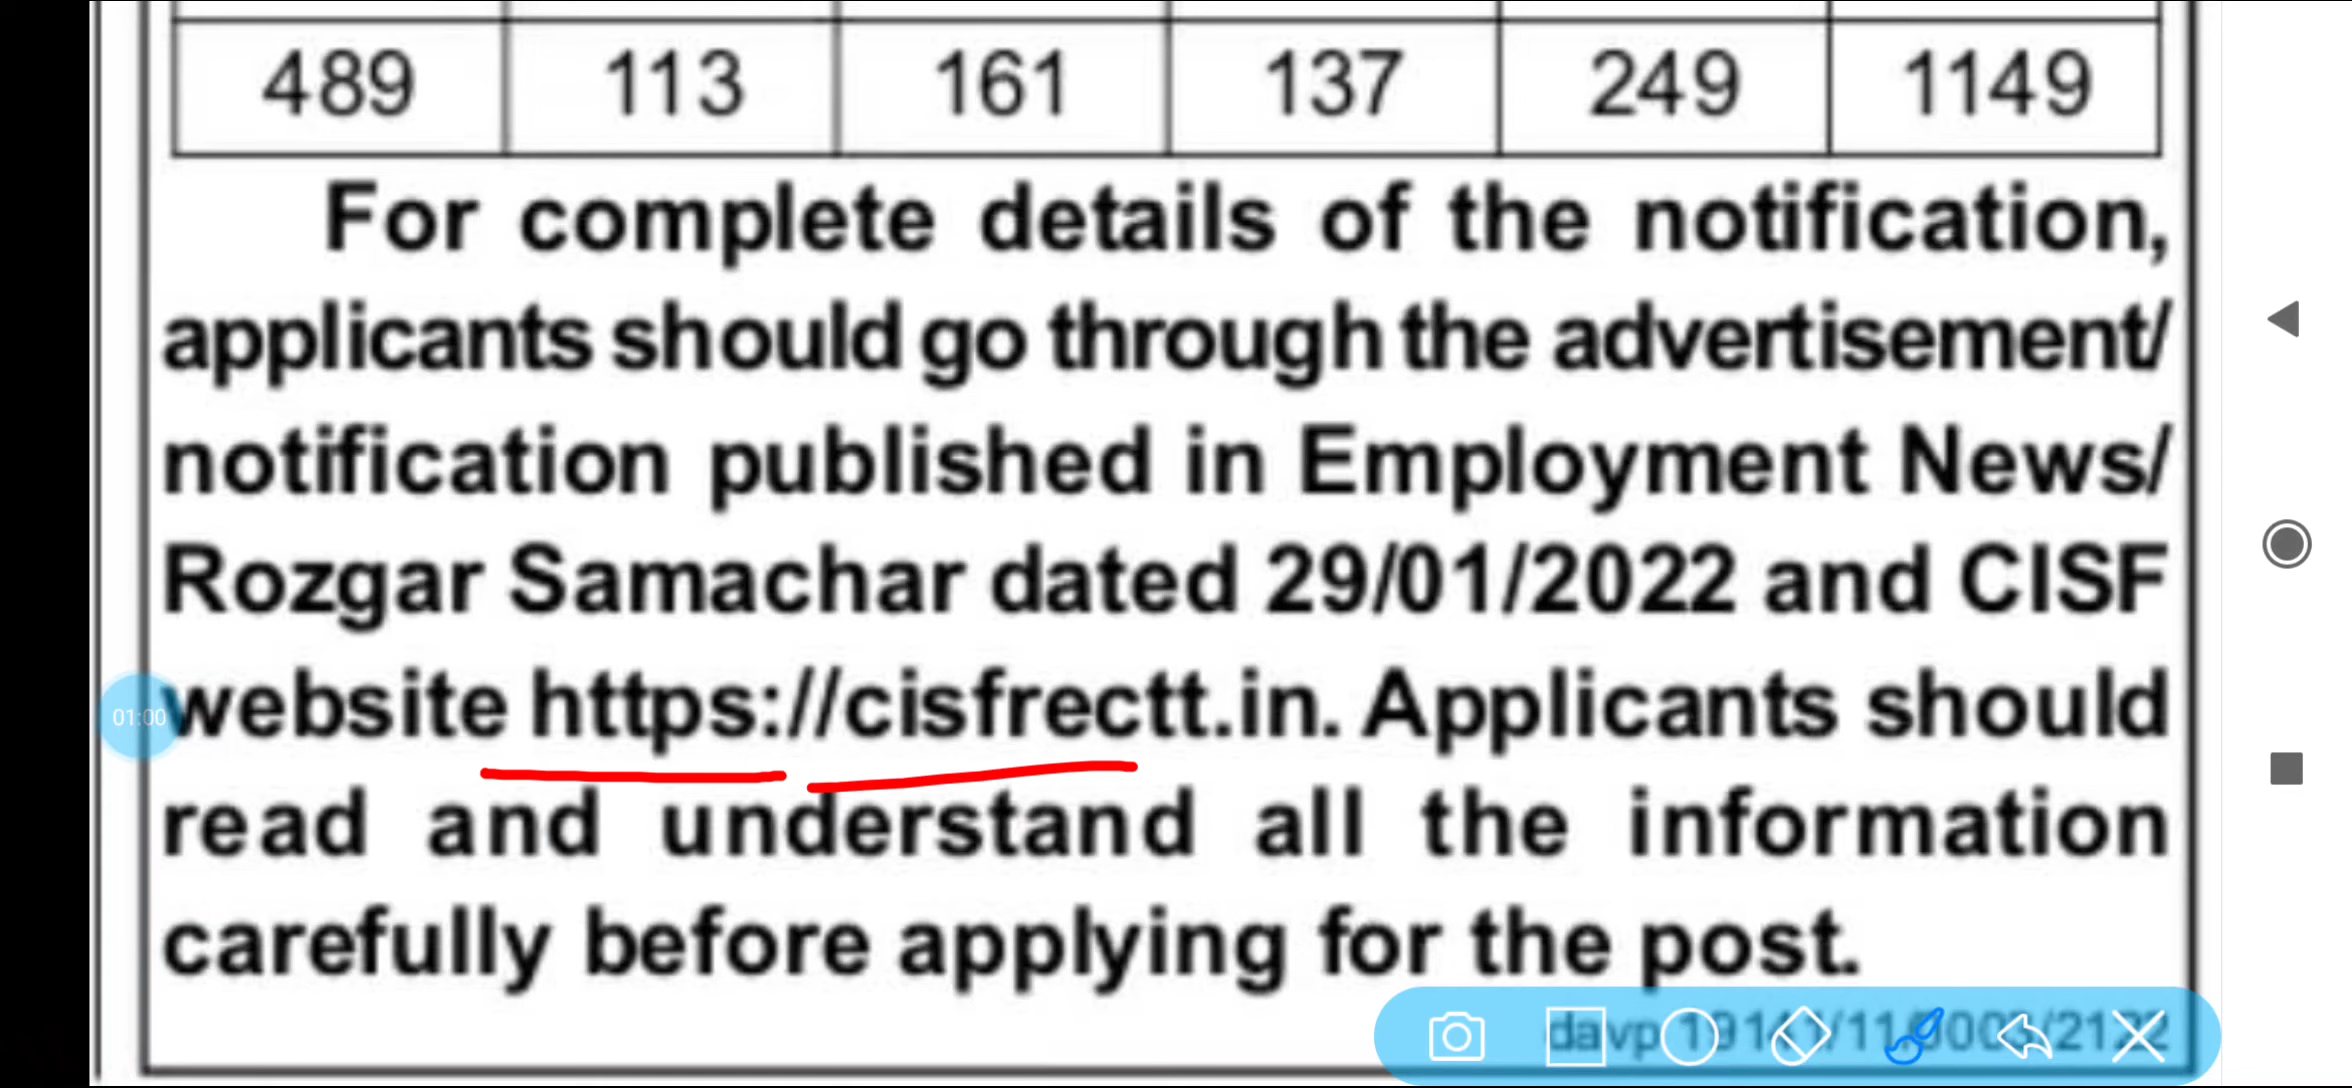 489 113 161 137 249 1149
For complete details of the notification,
applicants should go through the advertisement/
notification published in Employment News/
Rozgar Samachar dated 29/01/2022 and CISF
website https://cisfrectt.in. Applicants should
read and understand all the information
carefully before applying for the post.
01:00
davp